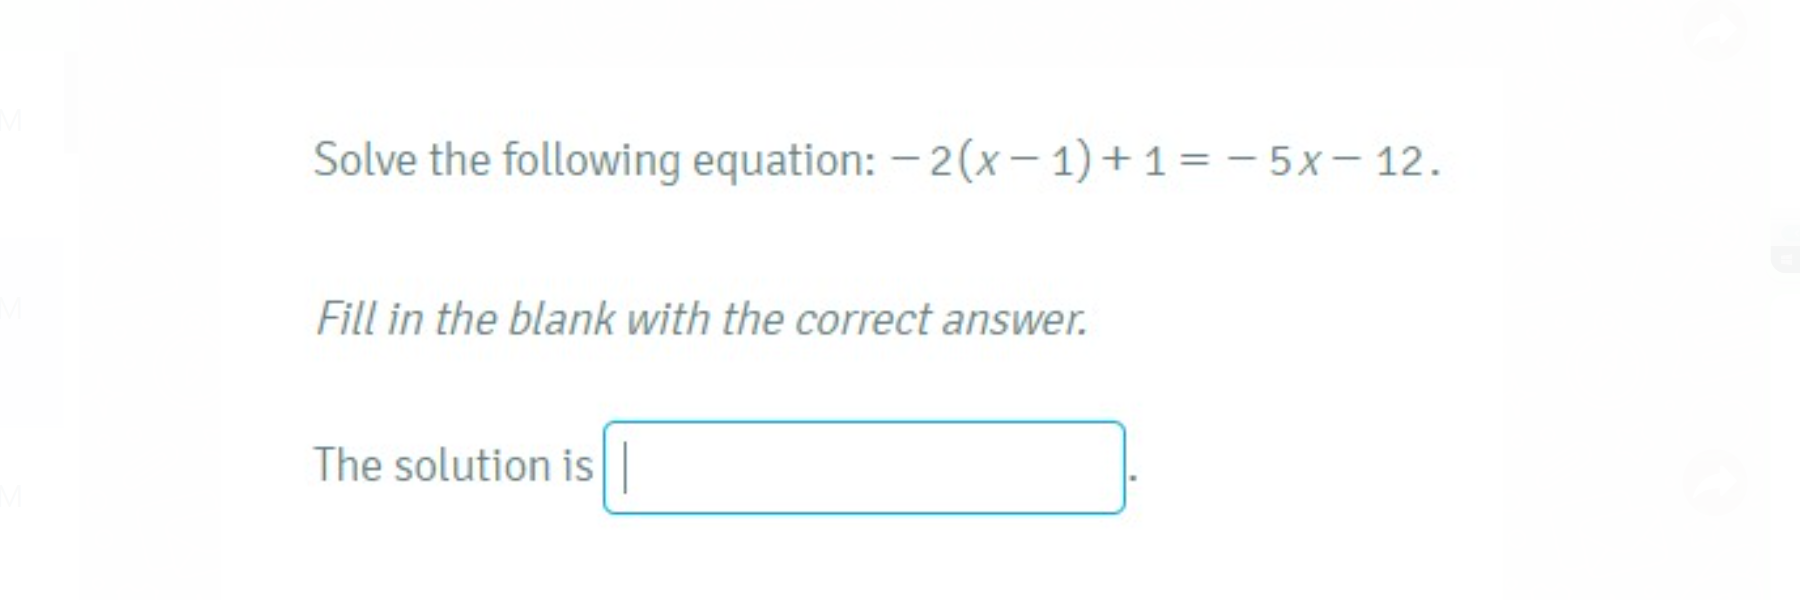 Solve the following equation: − 2(x − 1) + 1 = − 5x − 12.
Fill in the blank with the correct answer.
The solution is .